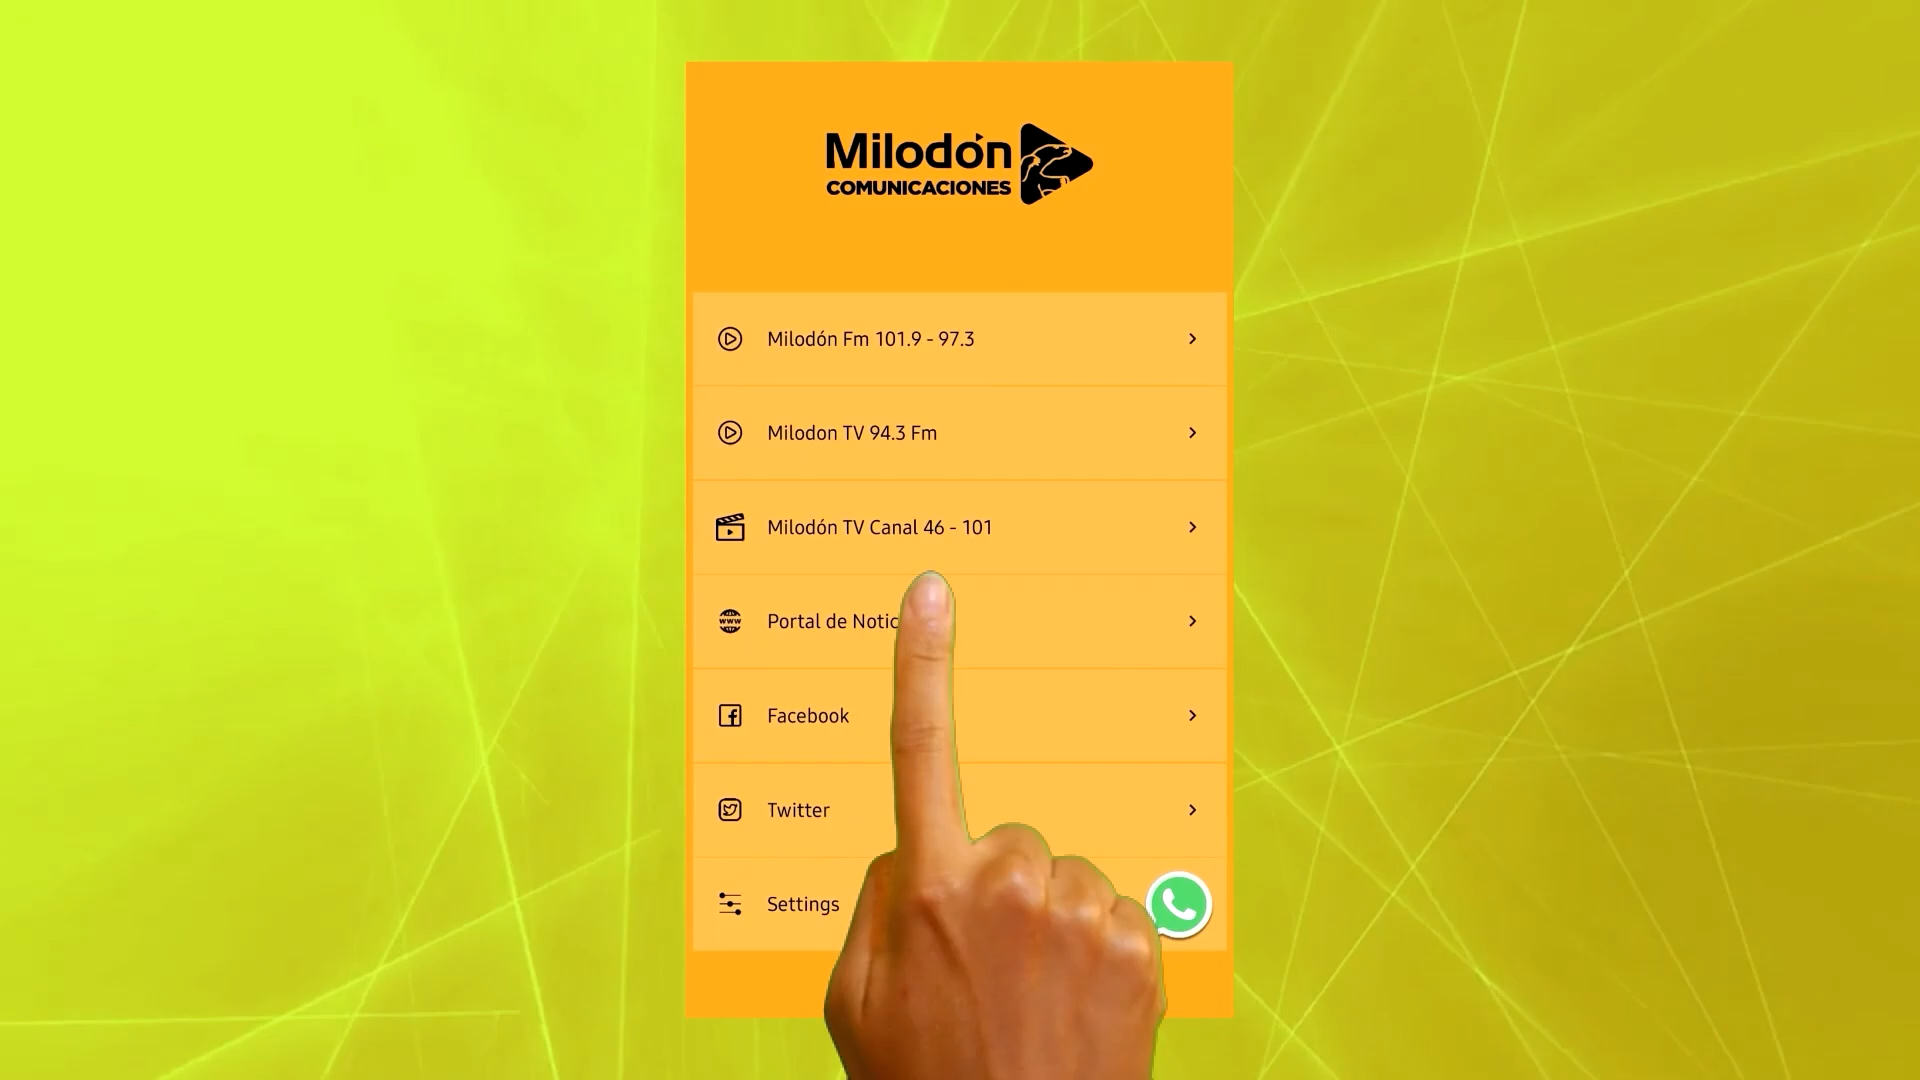 Milodón
COMUNICACIONES
Milodón Fm 101.9 - 97.3
Milodon TV 94.3 Fm
Milodón TV Canal 46 - 101
www
Portal de Notic
Facebook
Twitter
Settings